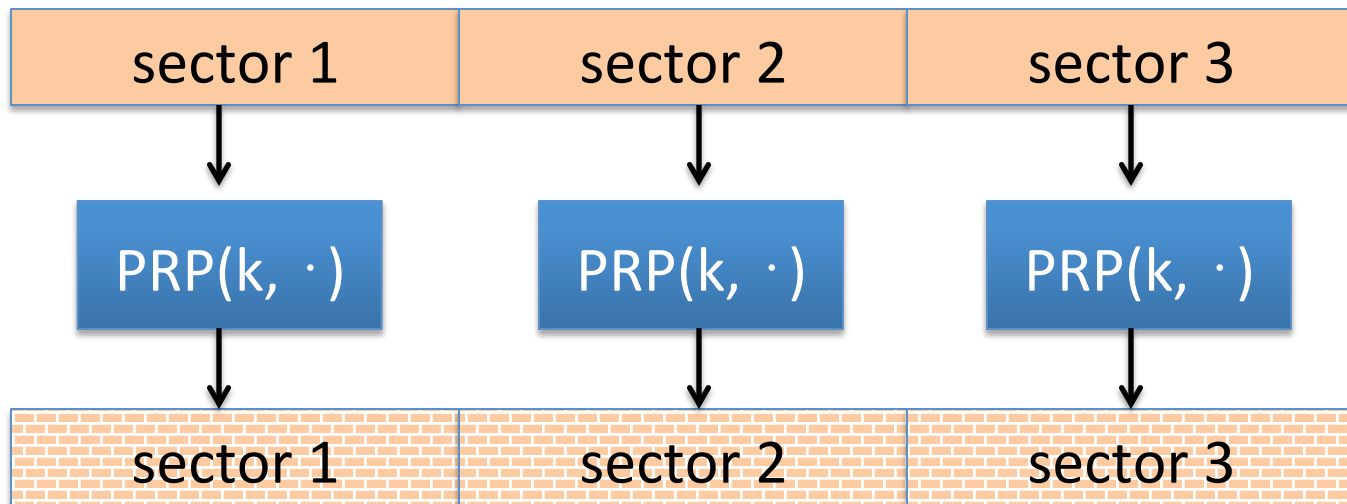 sector 1 sector 2 sector 3
PRP(k, · ) PRP(k, · ) PRP(k, · )
sector 1 sector 2 sector 3